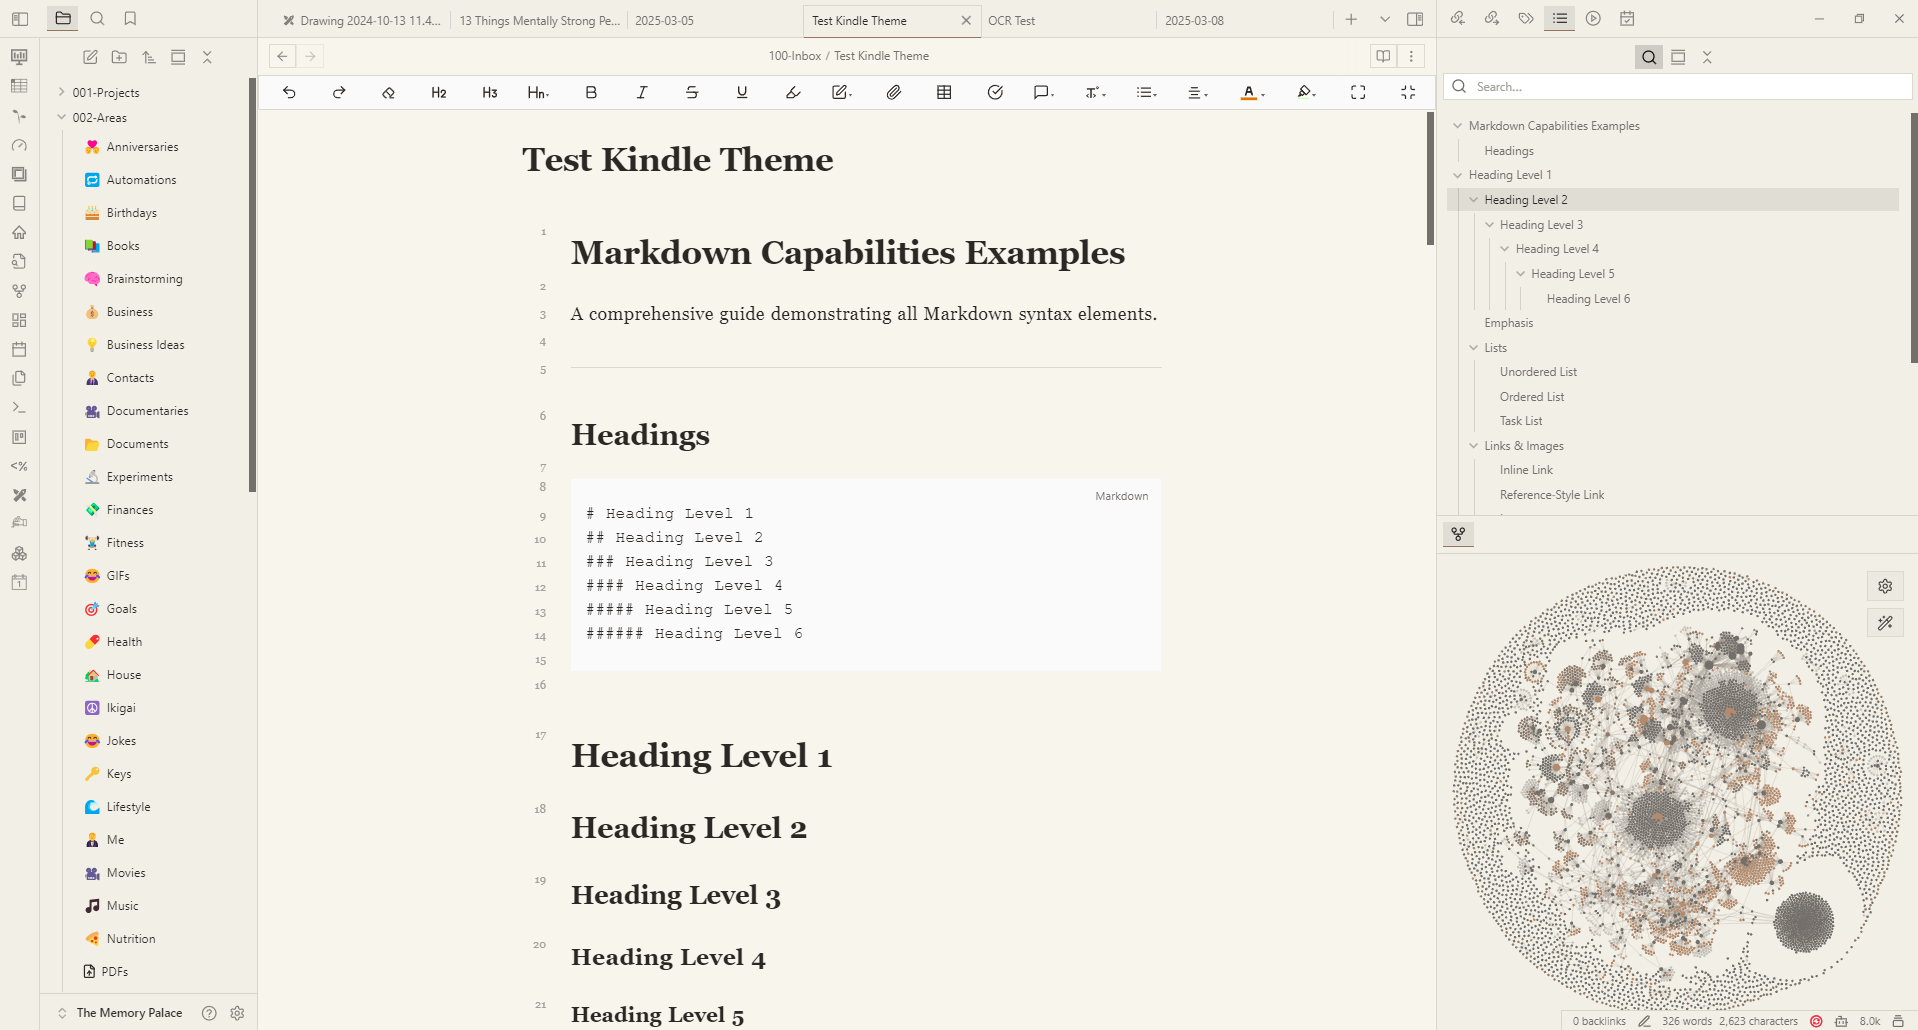 Drawing 2024-10-13 11.4...
13 Things Mentally Strong Pe...
2025-03-05
Test Kindle Theme
OCR Test
2025-03-08
100-Inbox / Test Kindle Theme
H2 H3 Hn B I S U A
001-Projects
002-Areas
Anniversaries
Automations
Birthdays
Books
Brainstorming
Business
Business Ideas
Contacts
Documentaries
Documents
Experiments
Finances
Fitness
GIFs
Goals
Health
House
Ikigai
Jokes
Keys
Lifestyle
Me
Movies
Music
Nutrition
PDFs
The Memory Palace
<%
1
Test Kindle Theme
1
Markdown Capabilities Examples
2
3 A comprehensive guide demonstrating all Markdown syntax elements.
4
5
6
Headings
7
8
Markdown
9 # Heading Level 1
10 ## Heading Level 2
11 ### Heading Level 3
12 #### Heading Level 4
13 ##### Heading Level 5
14 ###### Heading Level 6
15
16
17
Heading Level 1
18
Heading Level 2
19
Heading Level 3
20
Heading Level 4
21
Heading Level 5
Search...
Markdown Capabilities Examples
Headings
Heading Level 1
Heading Level 2
Heading Level 3
Heading Level 4
Heading Level 5
Heading Level 6
Emphasis
Lists
Unordered List
Ordered List
Task List
Links & Images
Inline Link
Reference-Style Link
0 backlinks 326 words 2,623 characters 8.0k